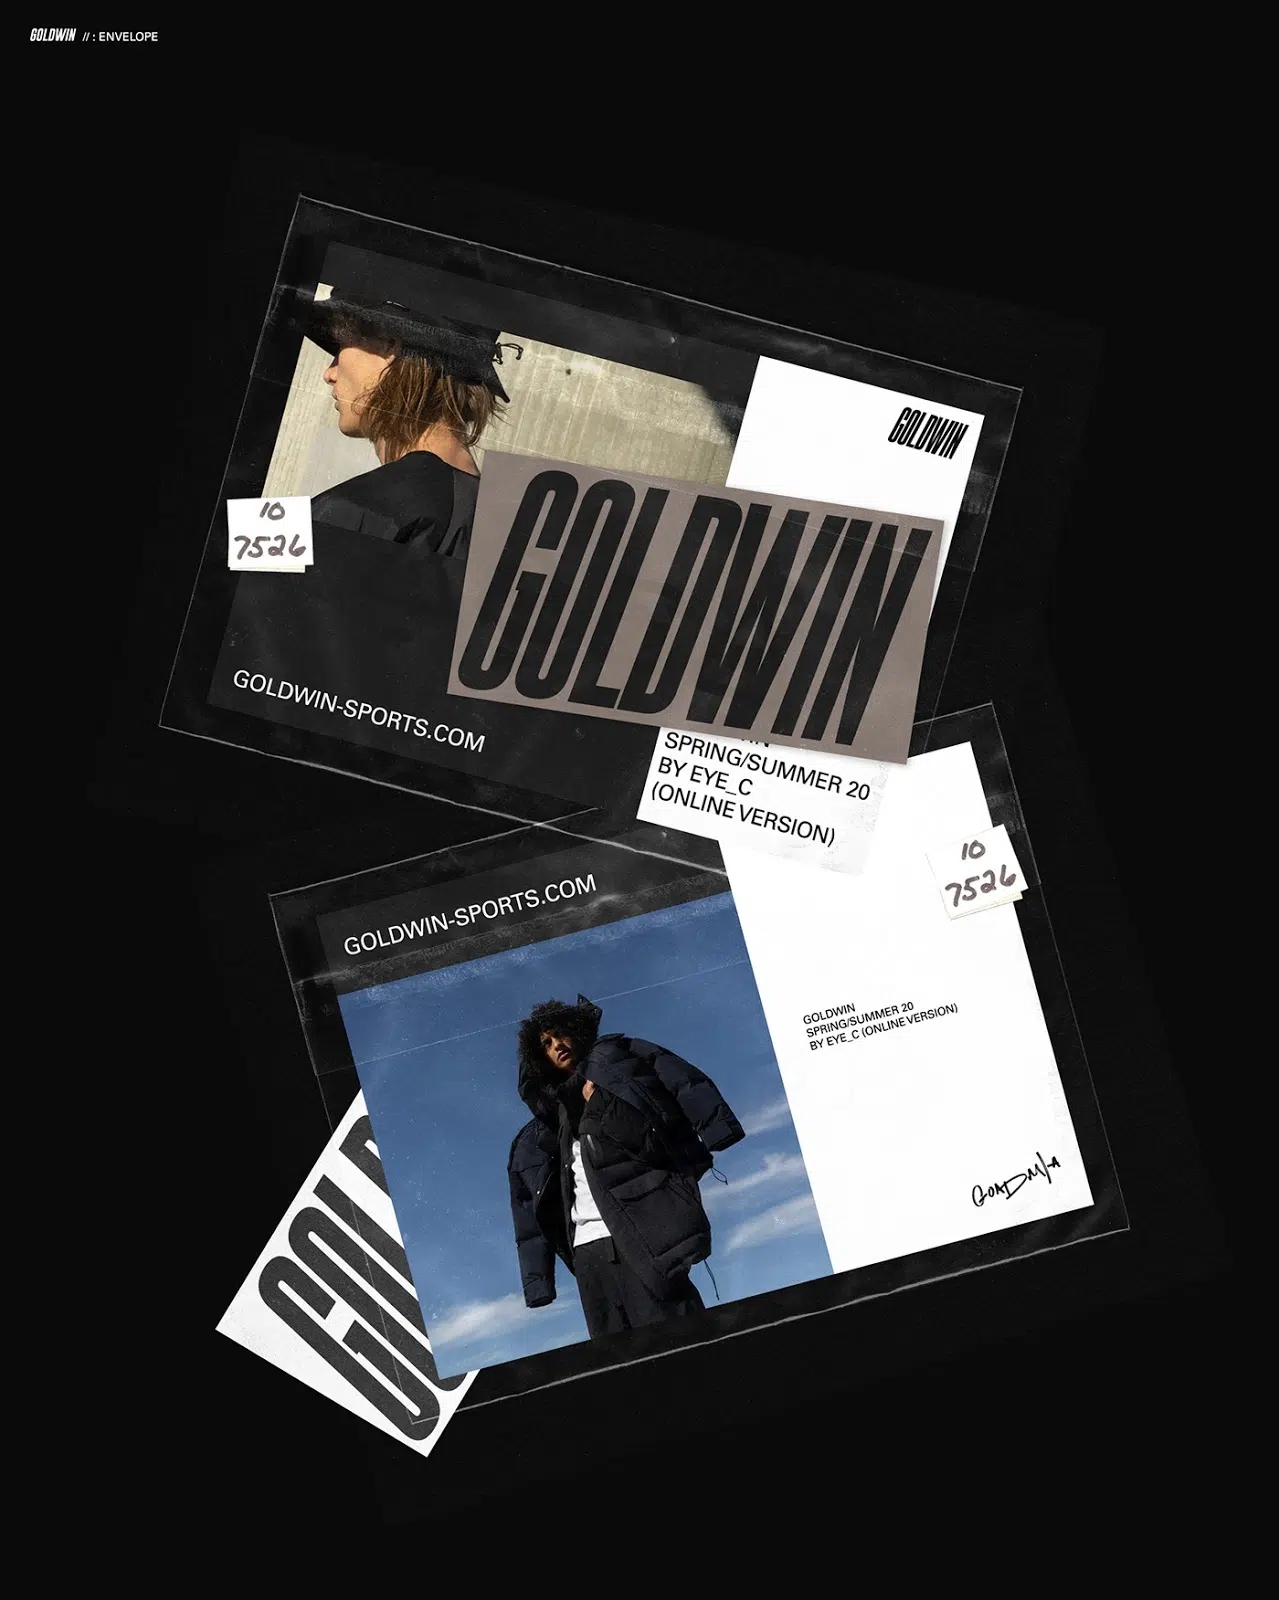 GOLDWIN // : ENVELOPE
GOLDWIN
10
7526
GOLDWIN
GOLDWIN-SPORTS.COM
SPRING/SUMMER 20
BY EYE_C
(ONLINE VERSION)
10
7526
GOLDWIN-SPORTS.COM
GOLDWIN
SPRING/SUMMER 20
BY EYE_C (ONLINE VERSION)